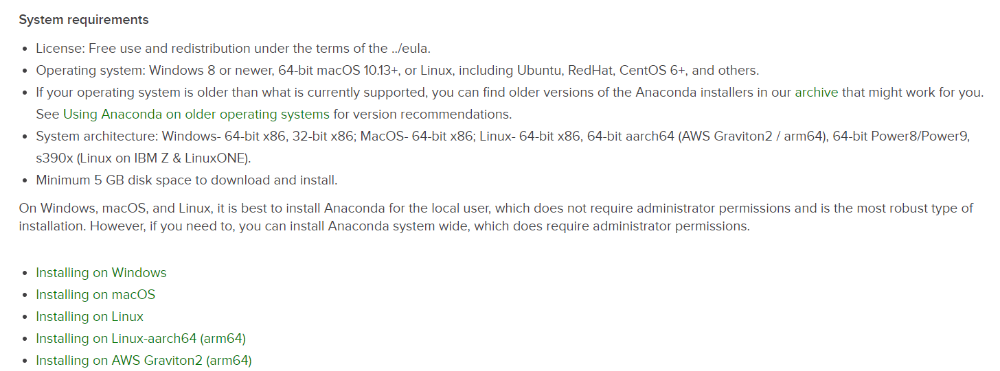 System requirements
• License: Free use and redistribution under the terms of the ../eula.
• Operating system: Windows 8 or newer, 64-bit macOS 10.13+, or Linux, including Ubuntu, RedHat, CentOS 6+, and others.
• If your operating system is older than what is currently supported, you can find older versions of the Anaconda installers in our archive that might work for you.
See Using Anaconda on older operating systems for version recommendations.
• System architecture: Windows- 64-bit x86, 32-bit x86; MacOS- 64-bit x86; Linux- 64-bit x86, 64-bit aarch64 (AWS Graviton2 / arm64), 64-bit Power8/Power9,
s390x (Linux on IBM Z & LinuxONE).
• Minimum 5 GB disk space to download and install.
On Windows, macOS, and Linux, it is best to install Anaconda for the local user, which does not require administrator permissions and is the most robust type of
installation. However, if you need to, you can install Anaconda system wide, which does require administrator permissions.
• Installing on Windows
• Installing on macOS
• Installing on Linux
• Installing on Linux-aarch64 (arm64)
• Installing on AWS Graviton2 (arm64)